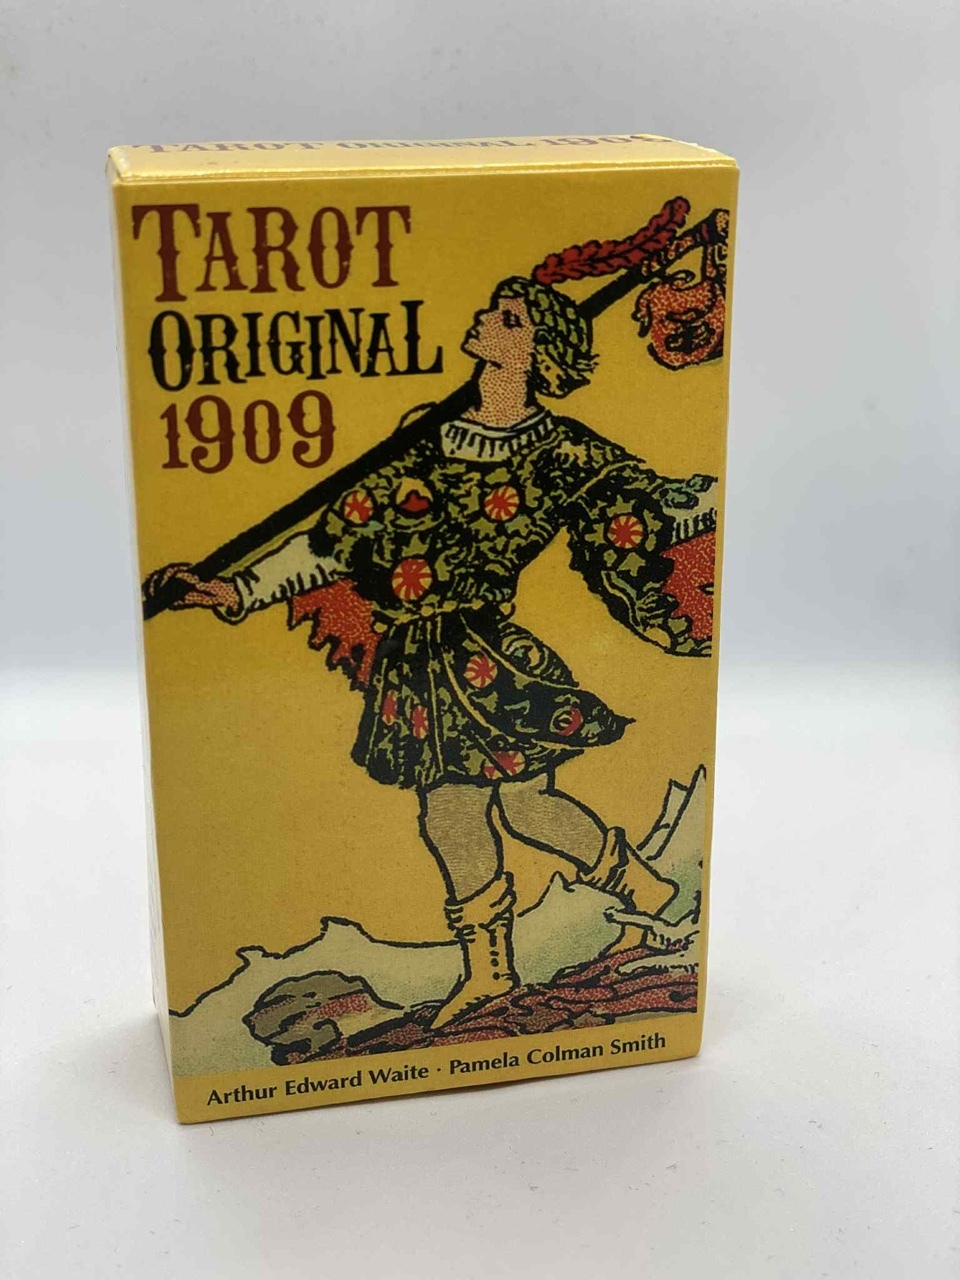 TAROT ORIGINAL 1909
TAROT
ORIGINAL
1909
Arthur Edward Waite · Pamela Colman Smith